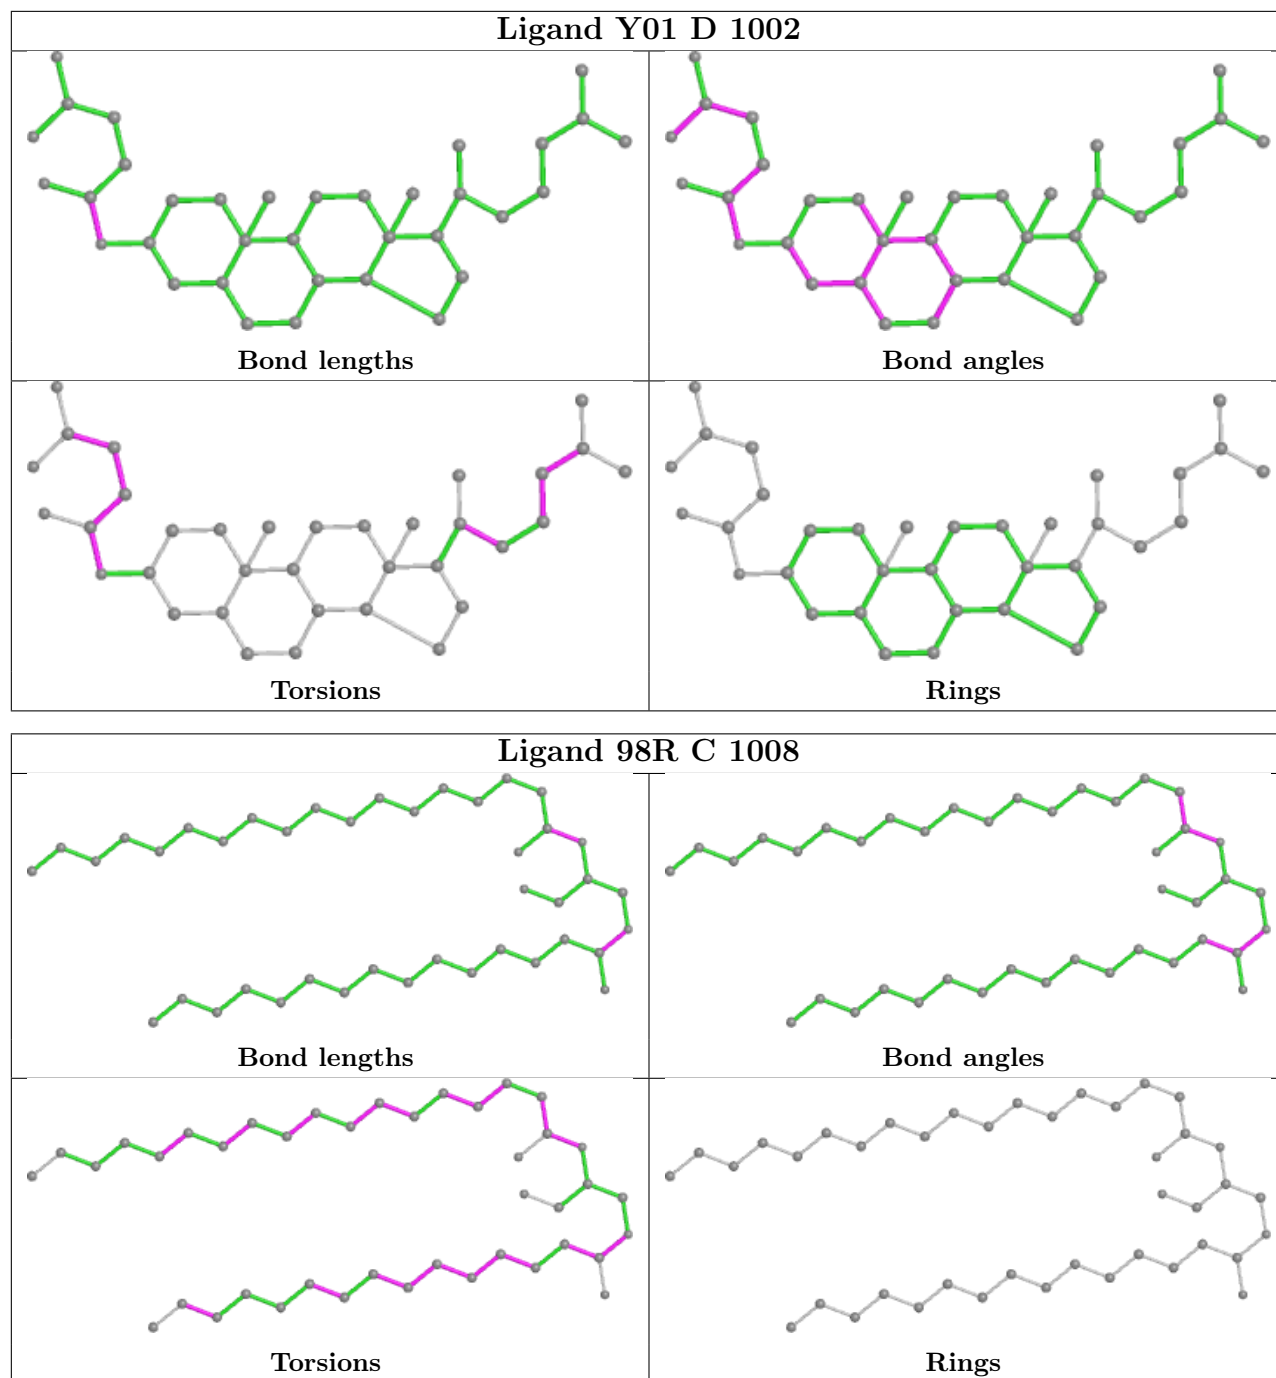 Ligand Y01 D 1002
Bond lengths
Bond angles
Torsions
Rings
Ligand 98R C 1008
Bond lengths
Bond angles
Torsions
Rings